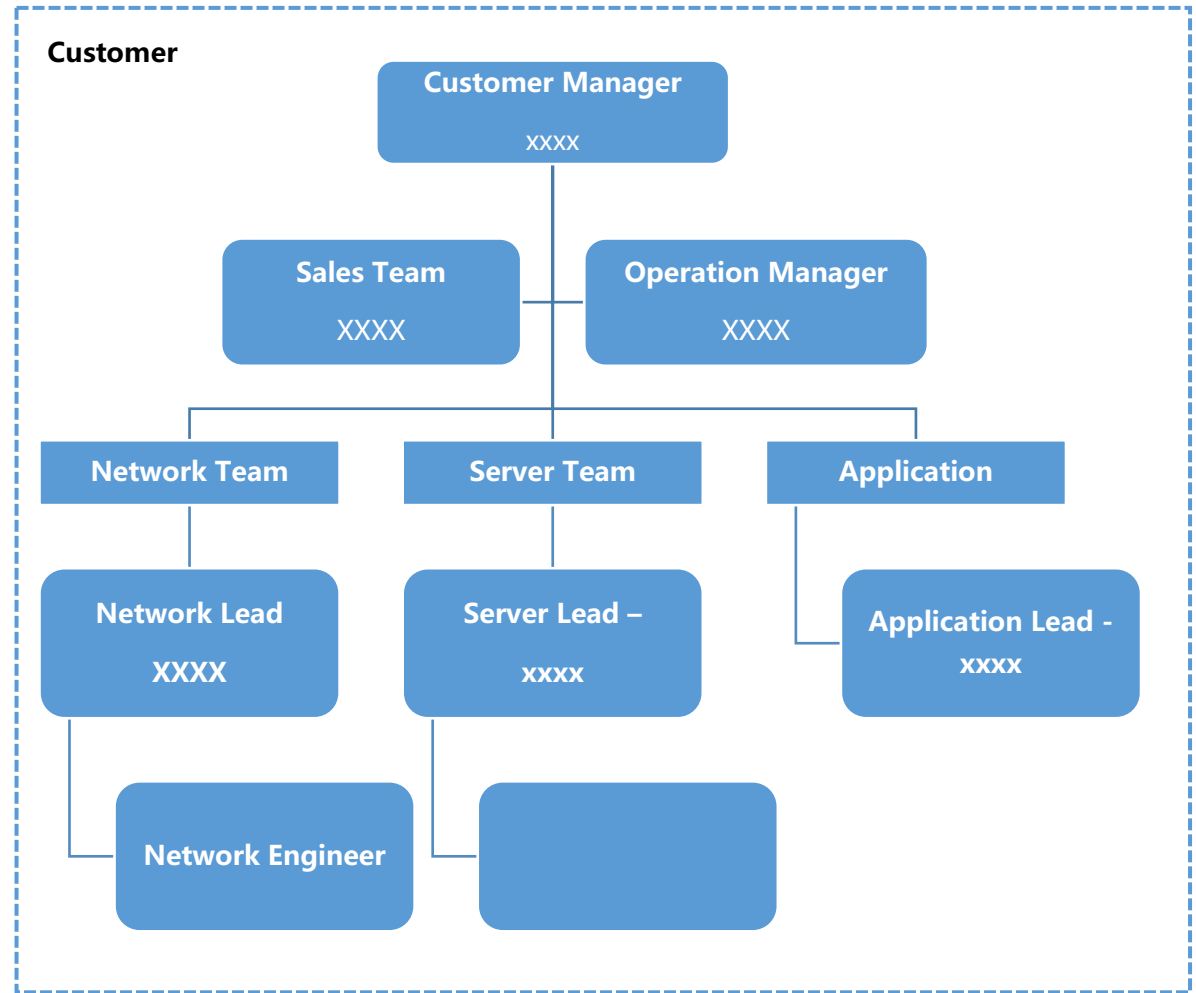 Customer
Customer Manager
xxxx
Sales Team
XXXX
Operation Manager
XXXX
Network Team
Server Team
Application
Network Lead
XXXX
Server Lead –
xxxx
Application Lead -
xxxx
Network Engineer